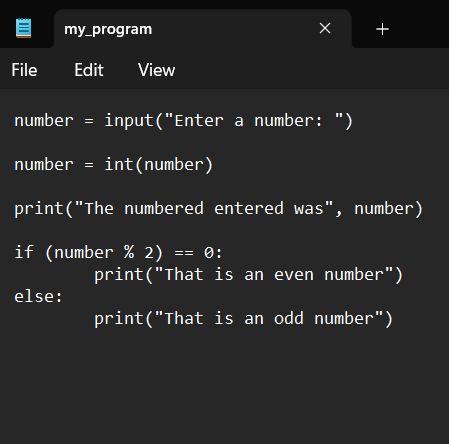 my_program
File Edit View
number = input("Enter a number: ")
number = int(number)
print("The numbered entered was", number)
if (number % 2) == 0:
        print("That is an even number")
else:
        print("That is an odd number")